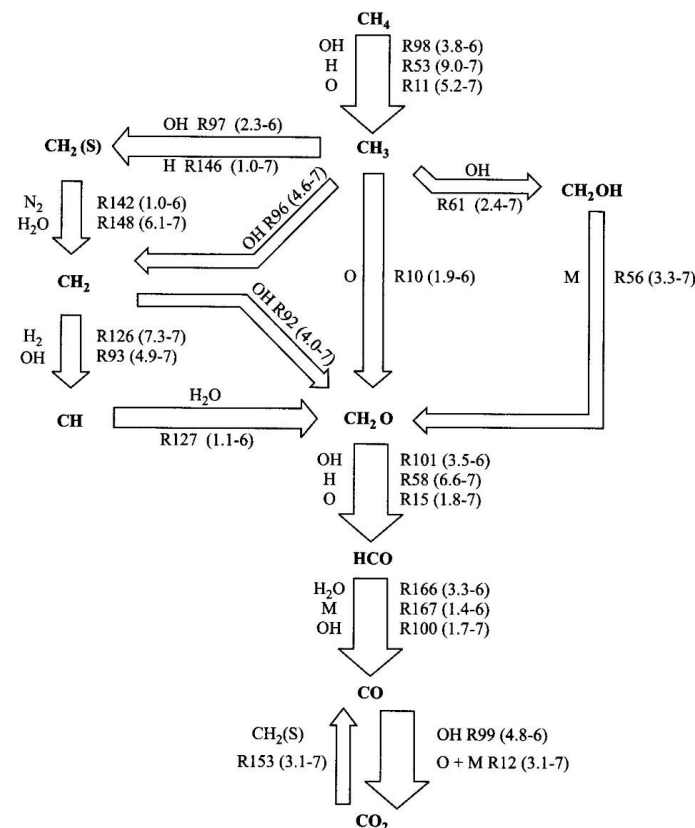 CH₄
OH R98 (3.8-6)
H R53 (9.0-7)
O R11 (5.2-7)
OH R97 (2.3-6)
CH₂(S)
CH₃
H R146 (1.0-7)
OH
CH₂OH
R61 (2.4-7)
N₂ R142 (1.0-6)
H₂O R148 (6.1-7)
OH R96 (4.6-7)
CH₂
O R10 (1.9-6)
M R56 (3.3-7)
OH R92 (4.0-7)
H₂ R126 (7.3-7)
OH R93 (4.9-7)
H₂O
CH
CH₂O
R127 (1.1-6)
OH R101 (3.5-6)
H R58 (6.6-7)
O R15 (1.8-7)
HCO
H₂O R166 (3.3-6)
M R167 (1.4-6)
OH R100 (1.7-7)
CO
CH₂(S)
R153 (3.1-7)
OH R99 (4.8-6)
O + M R12 (3.1-7)
CO₂